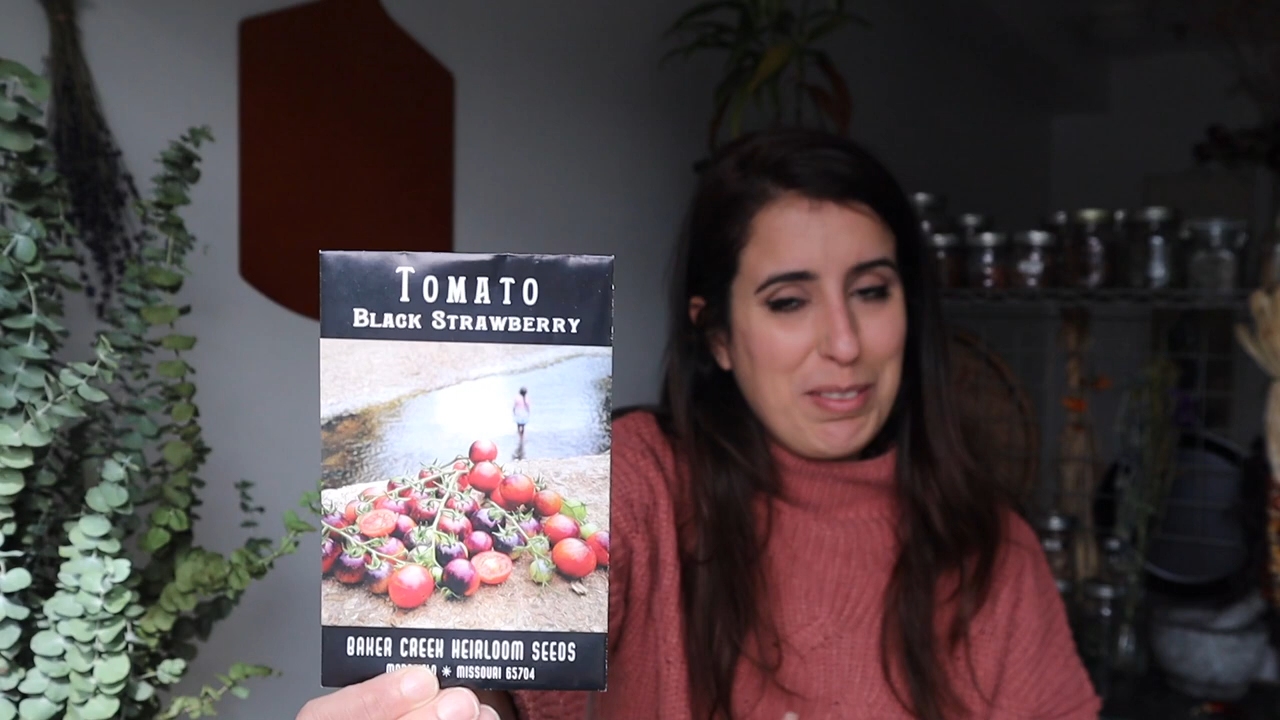 TOMATO
BLACK STRAWBERRY
BAKER CREEK HEIRLOOM SEEDS
MISSOURI 65704